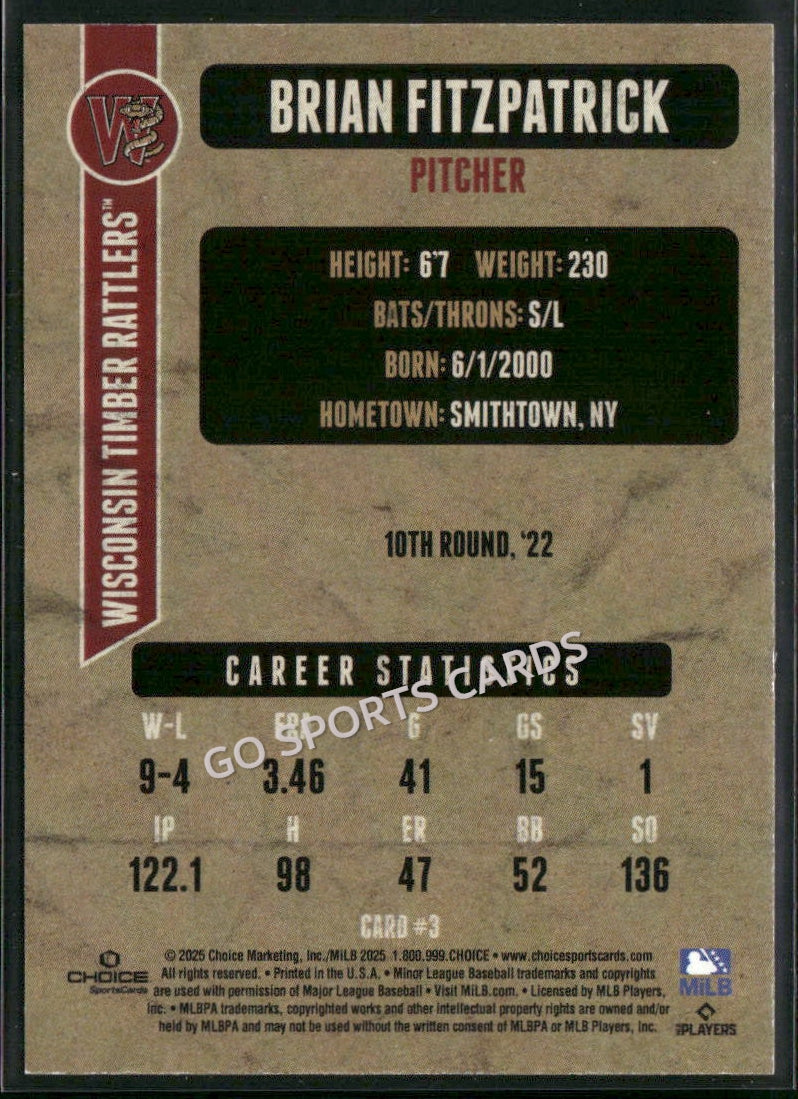 BRIAN FITZPATRICK
PITCHER
WISCONSIN TIMBER RATTLERS™
W
HEIGHT: 6'7 WEIGHT: 230
BATS/THRONS: S/L
BORN: 6/1/2000
HOMETOWN: SMITHTOWN, NY
10TH ROUND, '22
CAREER STATISTICS
GO SPORTS CARDS
W-L ERA G GS SV
9-4 3.46 41 15 1
IP H ER BB SO
122.1 98 47 52 136
CARD #3
CHOICE
SportsCards
© 2025 Choice Marketing, Inc./MiLB 2025 1.800.999.CHOICE • www.choicesportscards.com
All rights reserved. • Printed in the U.S.A. • Minor League Baseball trademarks and copyrights
are used with permission of Major League Baseball • Visit MiLB.com. • Licensed by MLB Players,
Inc. • MLBPA trademarks, copyrighted works and other intellectual property rights are owned and/or
held by MLBPA and may not be used without the written consent of MLBPA or MLB Players, Inc.
MiLB
PLAYERS